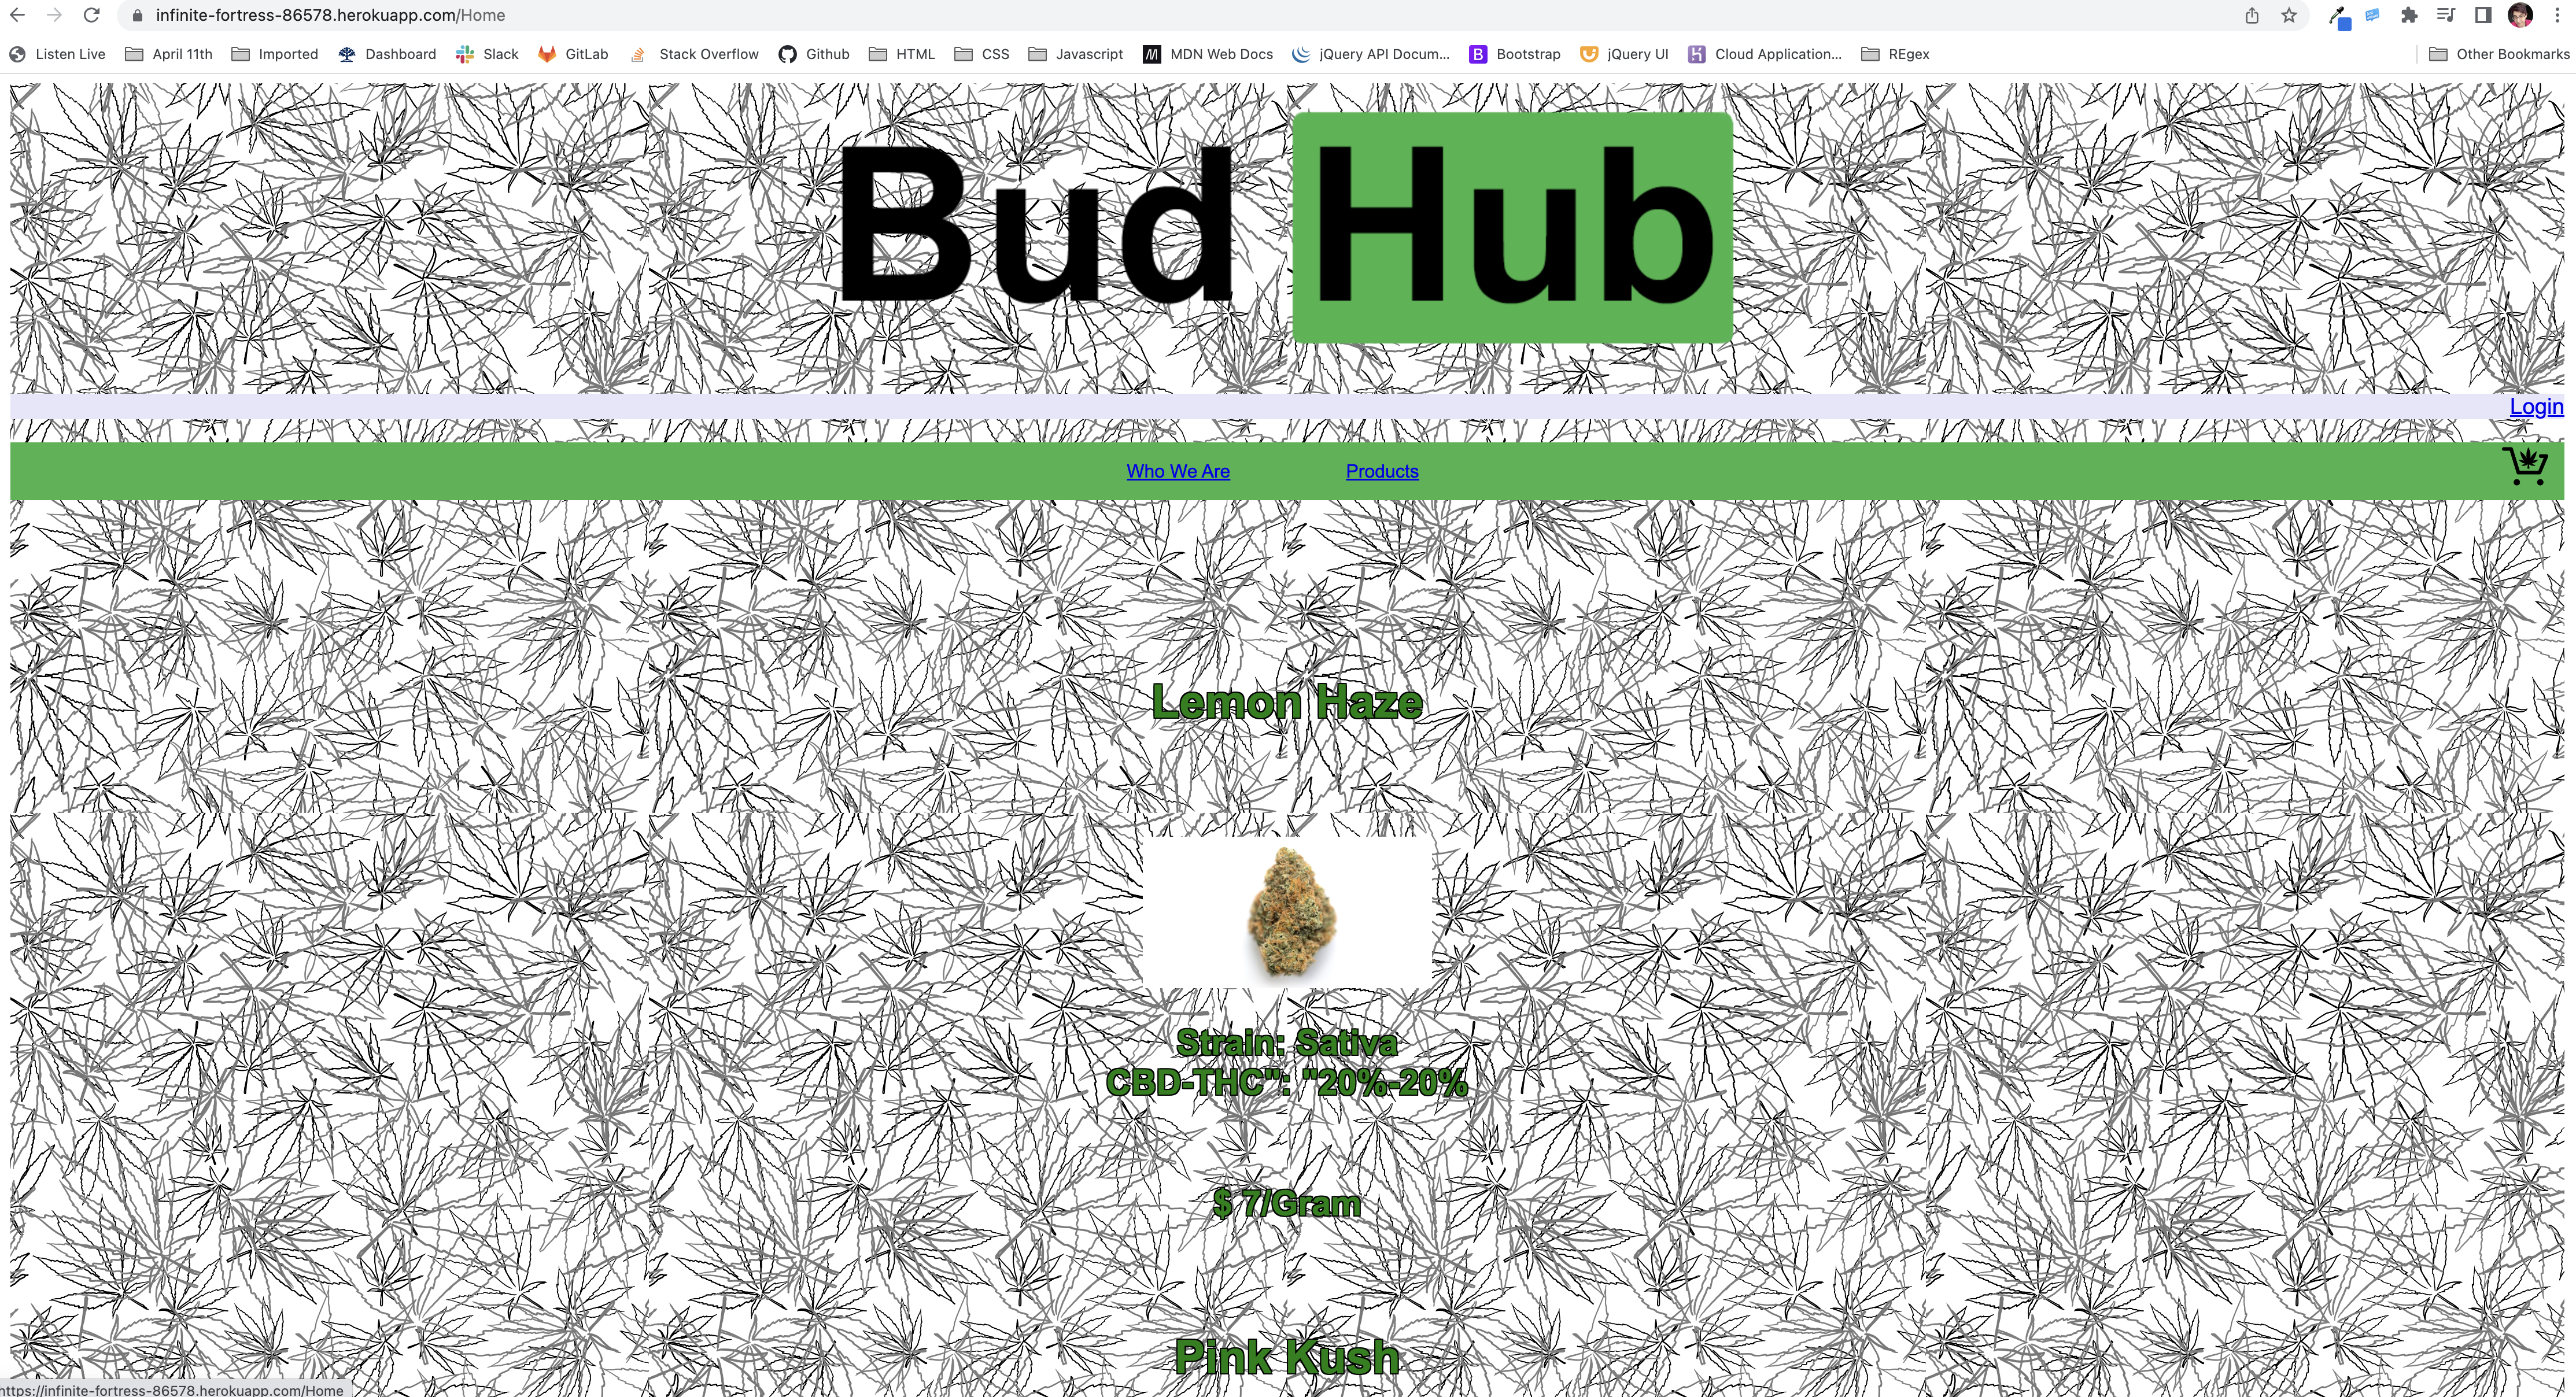 infinite-fortress-86578.herokuapp.com/Home
Listen Live April 11th Imported Dashboard Slack GitLab Stack Overflow Github HTML CSS Javascript MDN Web Docs jQuery API Docum... B Bootstrap jQuery UI Cloud Application... REgex Other Bookmarks
Bud Hub
Login
Who We Are Products
Lemon Haze
Strain: Sativa
CBD-THC": "20%-20%
$ 7/Gram
Pink Kush
https://infinite-fortress-86578.herokuapp.com/Home